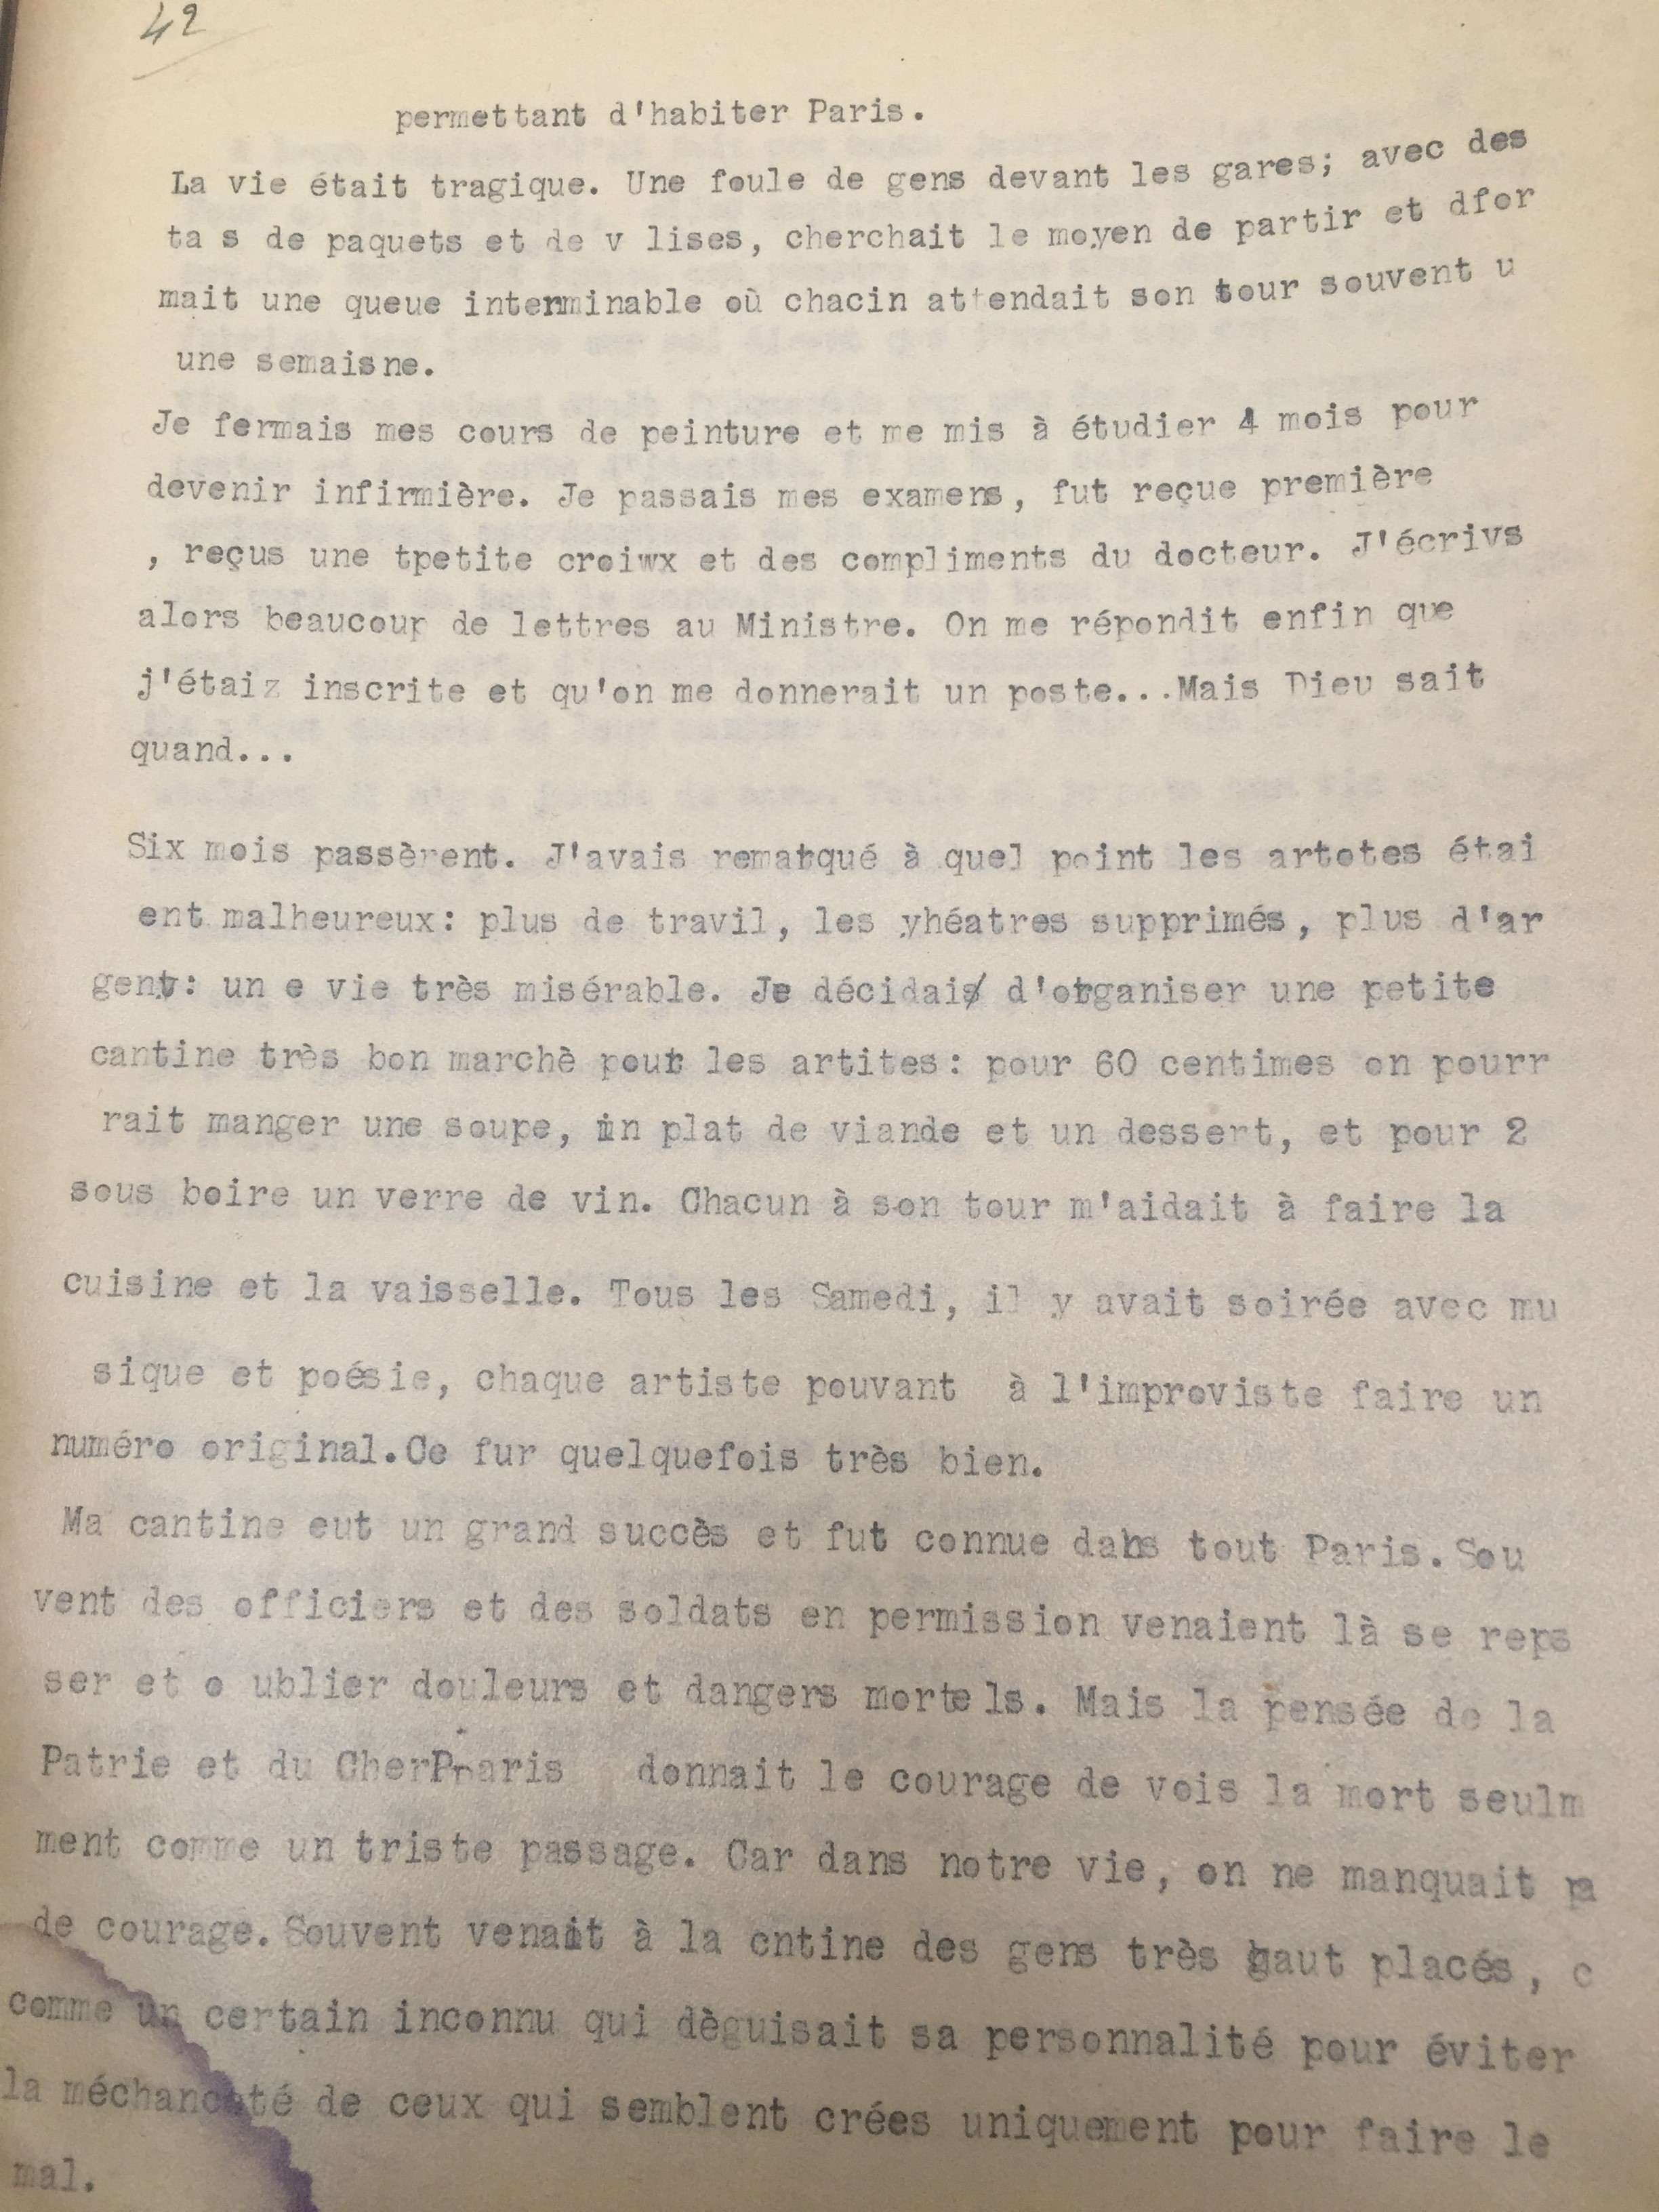 42
permettant d'habiter Paris.
La vie était tragique. Une foule de gens devant les gares; avec des
ta s de paquets et de v lises, cherchait le moyen de partir et dfor
mait une queue interminable où chacin attendait son tour souvent u
une semaisne.
Je fermais mes cours de peinture et me mis à étudier 4 mois pour
devenir infirmière. Je passais mes examens, fut reçue première
, reçus une tpetite croiwx et des compliments du docteur. J'écrivs
alors beaucoup de lettres au Ministre. On me répondit enfin que
j'étaiz inscrite et qu'on me donnerait un poste...Mais Dieu sait
quand...
Six mois passèrent. J'avais remarqué à quel point les artotes étai
ent malheureux: plus de travil, les yhéatres supprimés, plus d'ar
gent: un e vie très misérable. Je décidais d'organiser une petite
cantine très bon marchè pour les artites: pour 60 centimes on pourr
rait manger une soupe, in plat de viande et un dessert, et pour 2
sous boire un verre de vin. Chacun à son tour m'aidait à faire la
cuisine et la vaisselle. Tous les Samedi, il y avait soirée avec mu
sique et poésie, chaque artiste pouvant à l'improviste faire un
numéro original.Ce fur quelquefois très bien.
Ma cantine eut un grand succès et fut connue dans tout Paris.Sou
vent des officiers et des soldats en permission venaient là se reps
ser et o ublier douleurs et dangers mortels. Mais la pensée de la
Patrie et du CherPparis donnait le courage de vois la mort seulm
ment comme un triste passage. Car dans notre vie, on ne manquait pa
de courage.Souvent venait à la cntine des gens très haut placés, c
comme un certain inconnu qui dèguisait sa personnalité pour éviter
la méchanceté de ceux qui semblent crées uniquement pour faire le
mal.